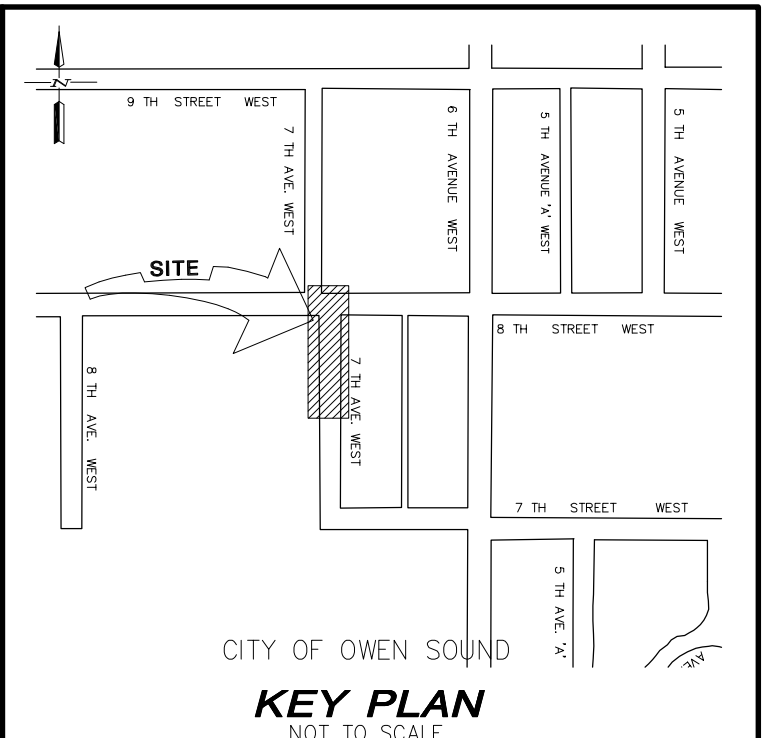 N
9 TH STREET WEST
7 TH AVE. WEST
6 TH AVENUE WEST
5 TH AVENUE 'A' WEST
5 TH AVENUE WEST
SITE
8 TH STREET WEST
8 TH AVE. WEST
7 TH AVE. WEST
7 TH STREET WEST
5 TH AVE. 'A'
AVE
CITY OF OWEN SOUND
KEY PLAN
NOT TO SCALE